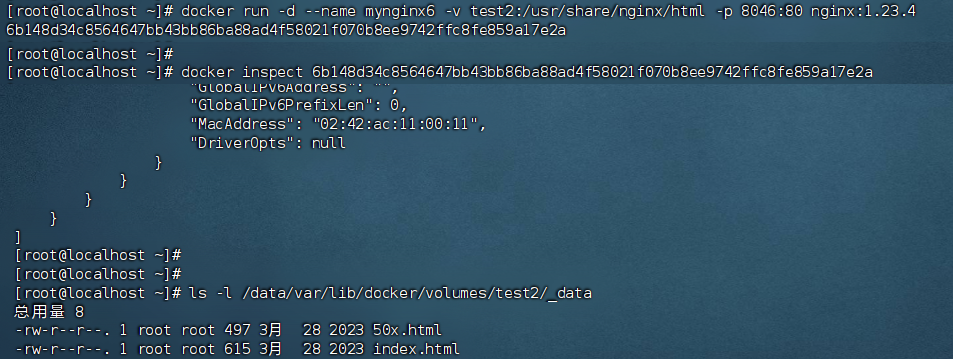 [root@localhost ~]# docker run -d --name mynginx6 -v test2:/usr/share/nginx/html -p 8046:80 nginx:1.23.4
6b148d34c8564647bb43bb86ba88ad4f58021f070b8ee9742ffc8fe859a17e2a
[root@localhost ~]#
[root@localhost ~]# docker inspect 6b148d34c8564647bb43bb86ba88ad4f58021f070b8ee9742ffc8fe859a17e2a
"GlobalIPv6Address": "",
"GlobalIPv6PrefixLen": 0,
"MacAddress": "02:42:ac:11:00:11",
"DriverOpts": null
}
}
}
}
]
[root@localhost ~]#
[root@localhost ~]#
[root@localhost ~]# ls -l /data/var/lib/docker/volumes/test2/_data
总用量 8
-rw-r--r--. 1 root root 497 3月  28 2023 50x.html
-rw-r--r--. 1 root root 615 3月  28 2023 index.html